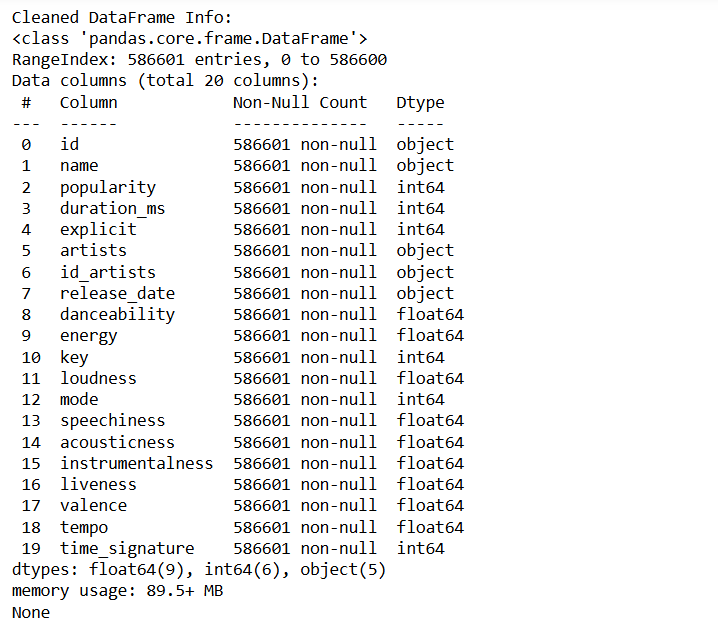 Cleaned DataFrame Info:
<class 'pandas.core.frame.DataFrame'>
RangeIndex: 586601 entries, 0 to 586600
Data columns (total 20 columns):
 #   Column            Non-Null Count   Dtype
---  ------            --------------   -----
 0   id                586601 non-null  object
 1   name              586601 non-null  object
 2   popularity        586601 non-null  int64
 3   duration_ms       586601 non-null  int64
 4   explicit          586601 non-null  int64
 5   artists           586601 non-null  object
 6   id_artists        586601 non-null  object
 7   release_date      586601 non-null  object
 8   danceability      586601 non-null  float64
 9   energy            586601 non-null  float64
 10  key               586601 non-null  int64
 11  loudness          586601 non-null  float64
 12  mode              586601 non-null  int64
 13  speechiness       586601 non-null  float64
 14  acousticness      586601 non-null  float64
 15  instrumentalness  586601 non-null  float64
 16  liveness          586601 non-null  float64
 17  valence           586601 non-null  float64
 18  tempo             586601 non-null  float64
 19  time_signature    586601 non-null  int64
dtypes: float64(9), int64(6), object(5)
memory usage: 89.5+ MB
None